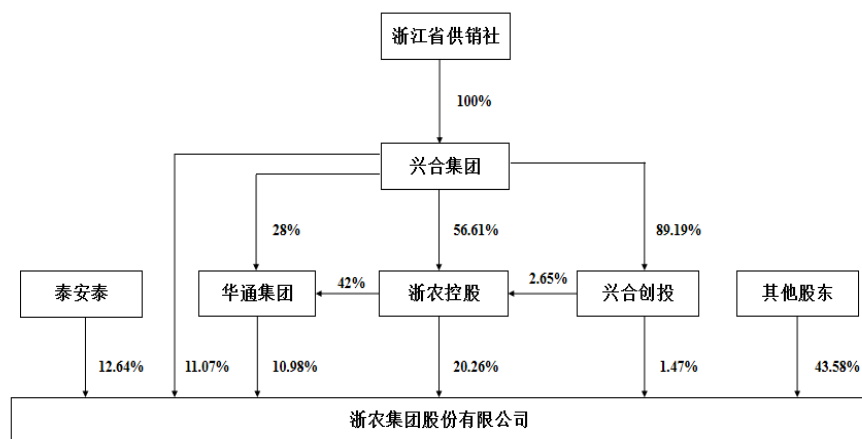 浙江省供销社
100%
兴合集团
28%
56.61%
89.19%
泰安泰
华通集团
42%
浙农控股
2.65%
兴合创投
其他股东
12.64%
11.07%
10.98%
20.26%
1.47%
43.58%
浙农集团股份有限公司